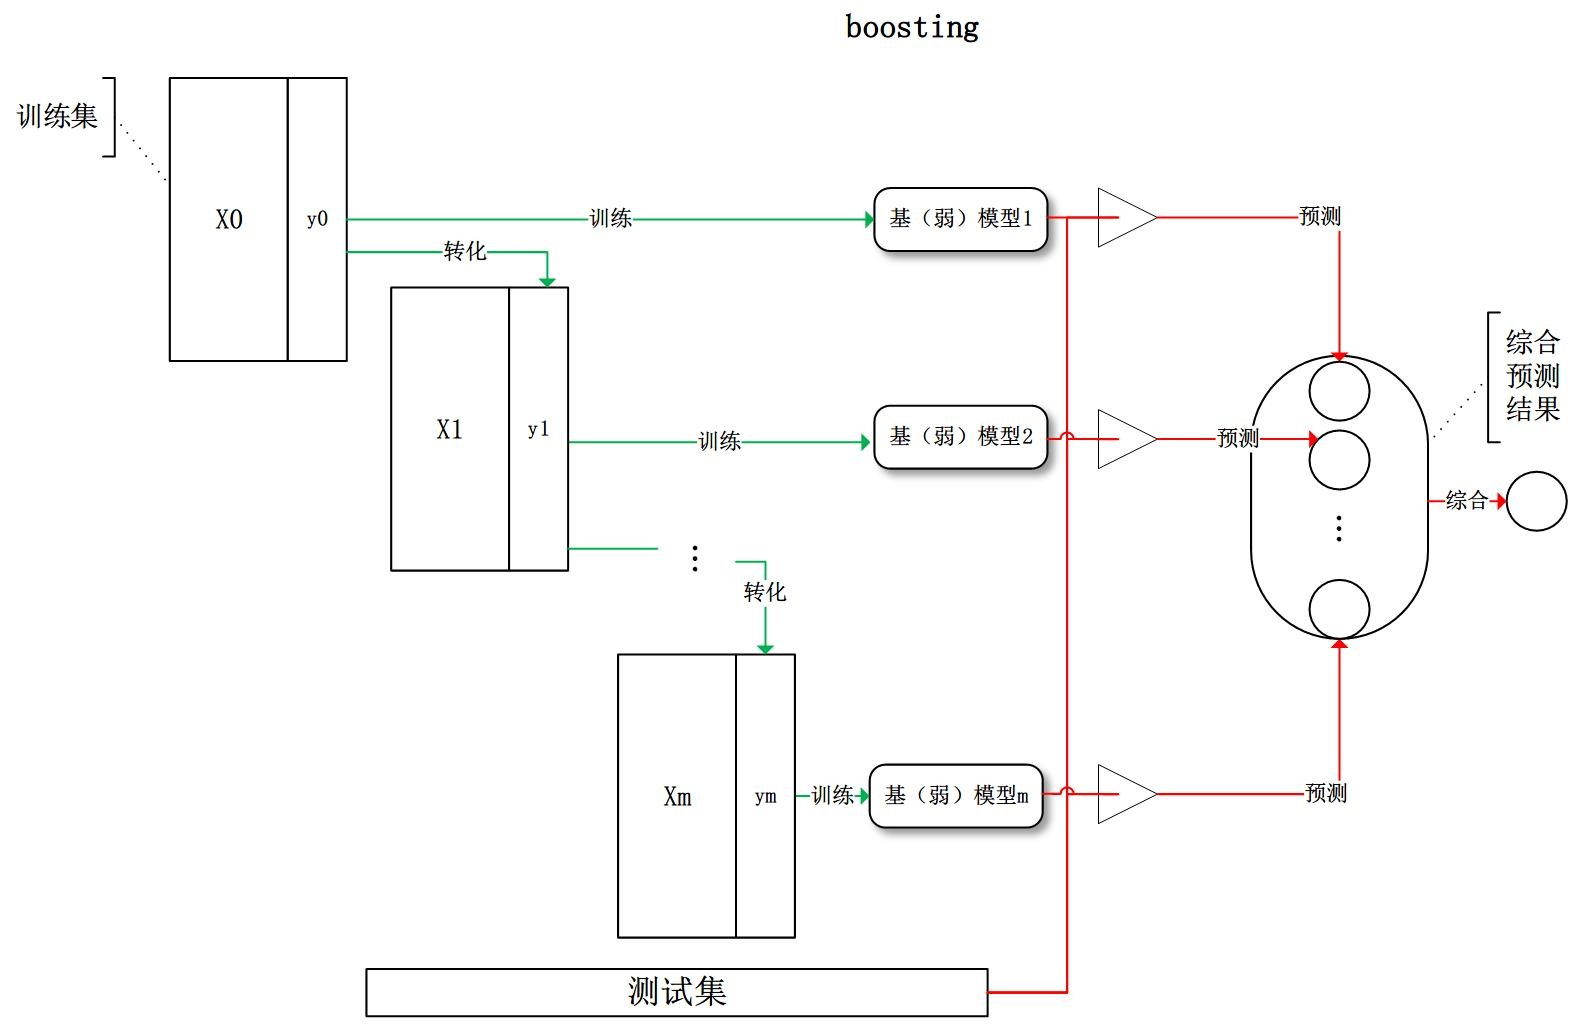 boosting
训练集
X0
y0
训练
基（弱）模型1
预测
转化
X1
y1
训练
基（弱）模型2
预测
综合
预测
结果
综合
转化
Xm
ym
训练
基（弱）模型m
预测
测试集